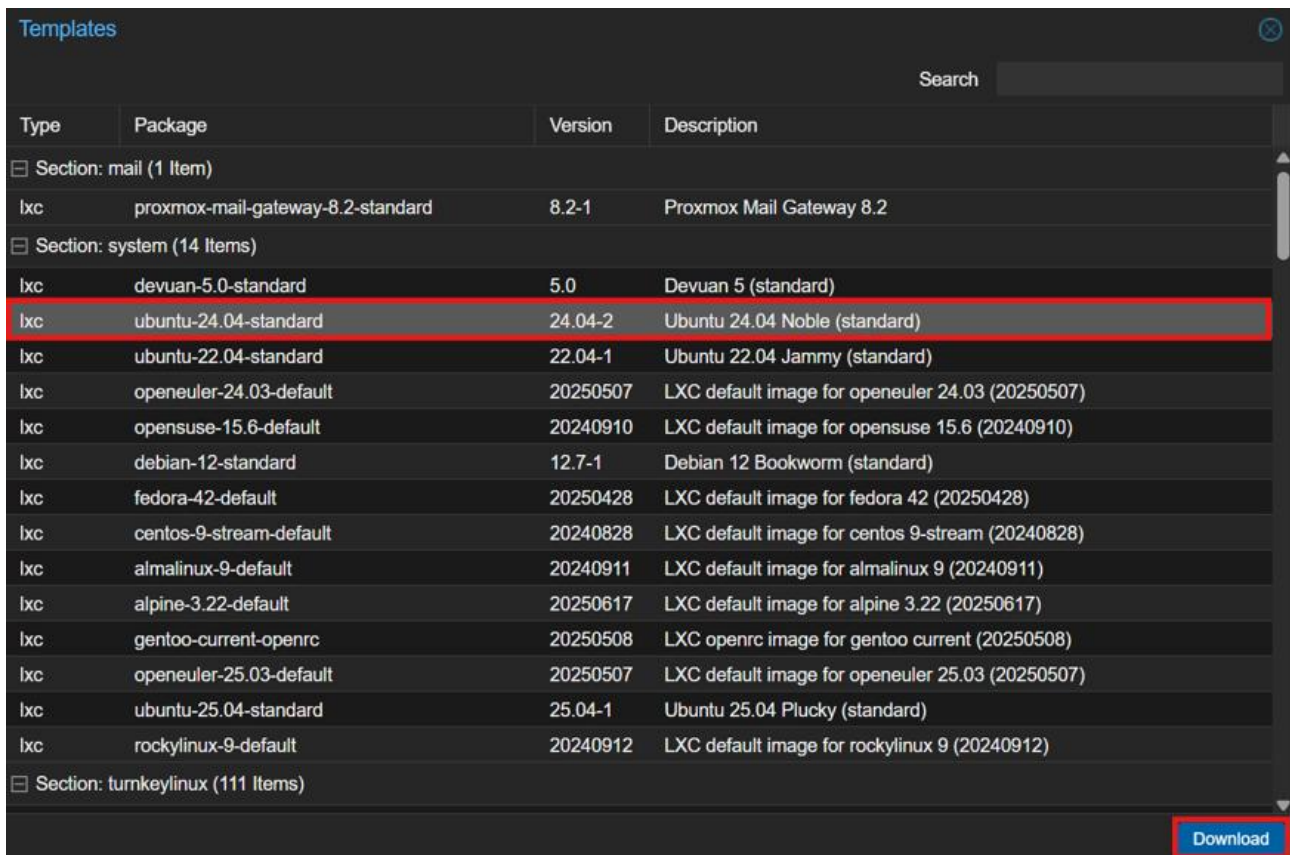 Templates
Search
Type Package Version Description
Section: mail (1 Item)
lxc proxmox-mail-gateway-8.2-standard 8.2-1 Proxmox Mail Gateway 8.2
Section: system (14 Items)
lxc devuan-5.0-standard 5.0 Devuan 5 (standard)
lxc ubuntu-24.04-standard 24.04-2 Ubuntu 24.04 Noble (standard)
lxc ubuntu-22.04-standard 22.04-1 Ubuntu 22.04 Jammy (standard)
lxc openeuler-24.03-default 20250507 LXC default image for openeuler 24.03 (20250507)
lxc opensuse-15.6-default 20240910 LXC default image for opensuse 15.6 (20240910)
lxc debian-12-standard 12.7-1 Debian 12 Bookworm (standard)
lxc fedora-42-default 20250428 LXC default image for fedora 42 (20250428)
lxc centos-9-stream-default 20240828 LXC default image for centos 9-stream (20240828)
lxc almalinux-9-default 20240911 LXC default image for almalinux 9 (20240911)
lxc alpine-3.22-default 20250617 LXC default image for alpine 3.22 (20250617)
lxc gentoo-current-openrc 20250508 LXC openrc image for gentoo current (20250508)
lxc openeuler-25.03-default 20250507 LXC default image for openeuler 25.03 (20250507)
lxc ubuntu-25.04-standard 25.04-1 Ubuntu 25.04 Plucky (standard)
lxc rockylinux-9-default 20240912 LXC default image for rockylinux 9 (20240912)
Section: turnkeylinux (111 Items)
Download